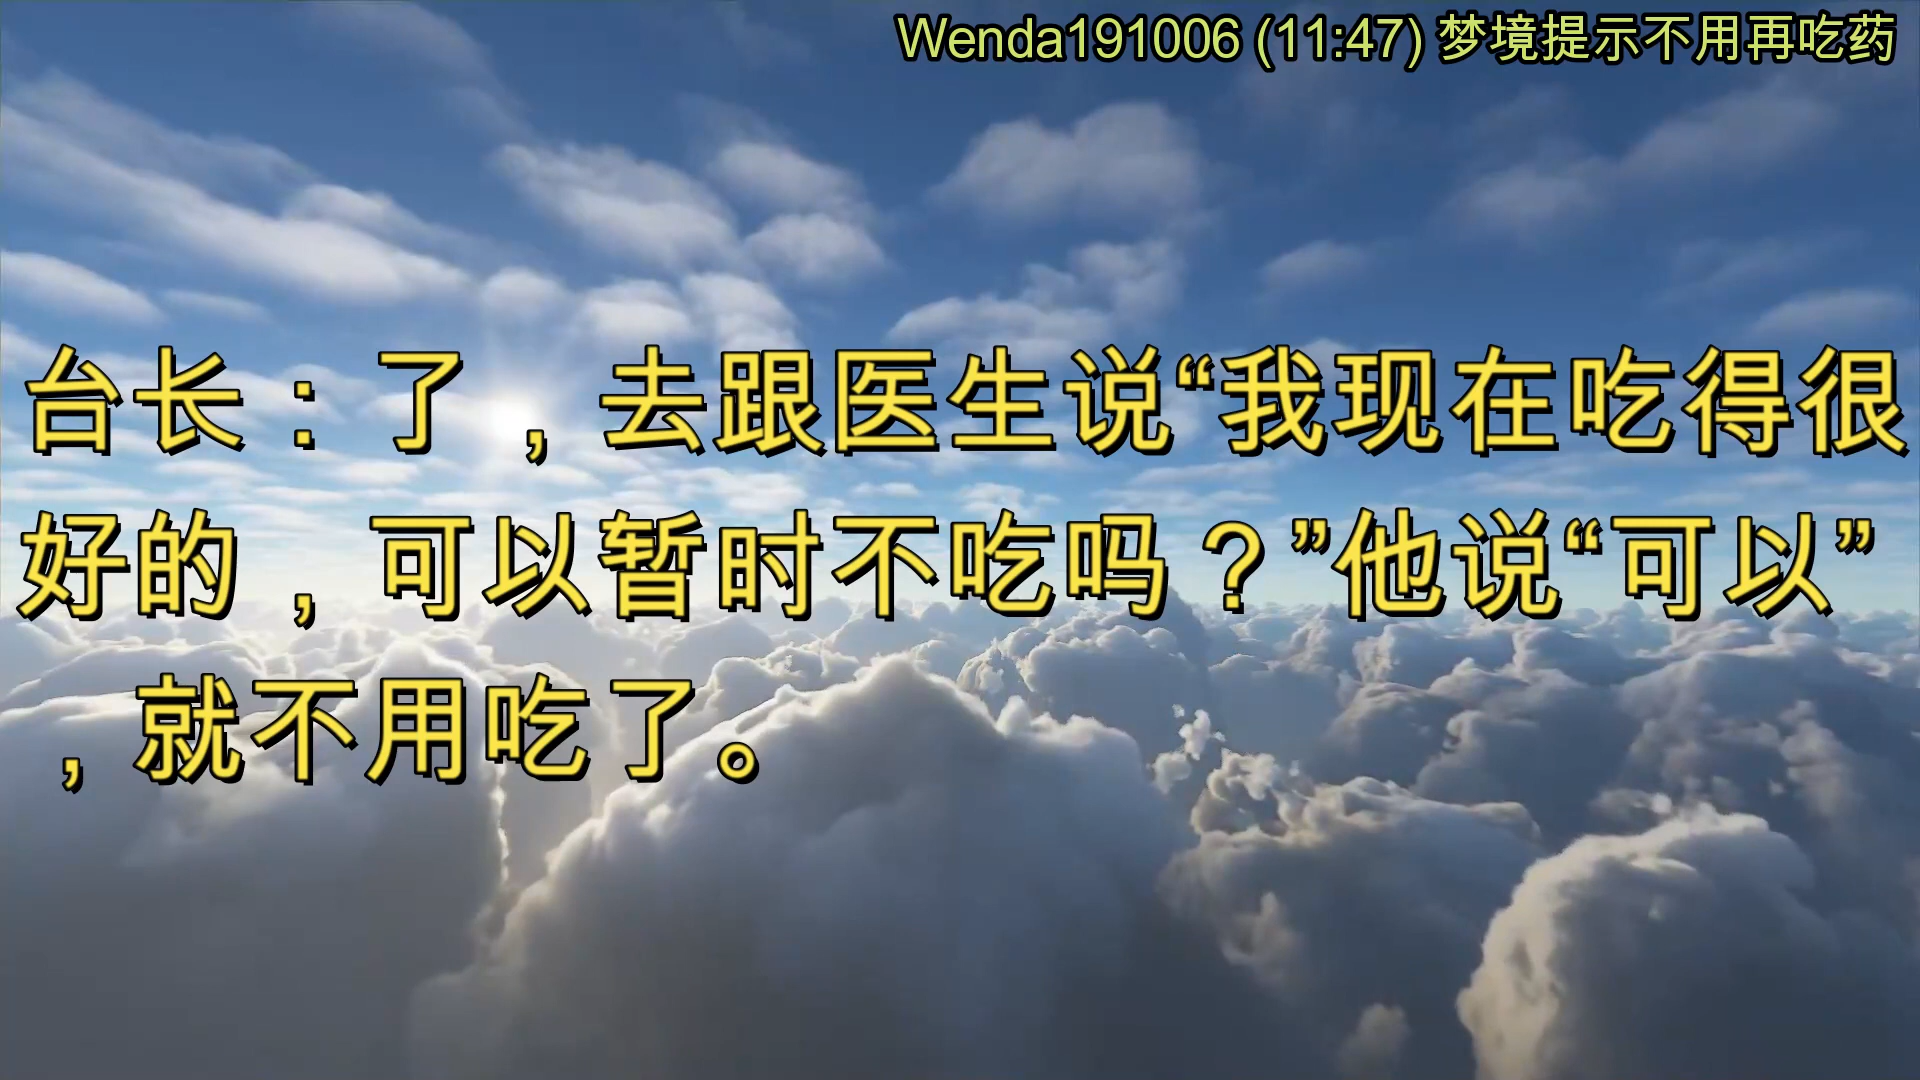 Wenda191006 (11:47) 梦境提示不用再吃药
台长：了，去跟医生说“我现在吃得很
好的，可以暂时不吃吗？”他说“可以”
，就不用吃了。